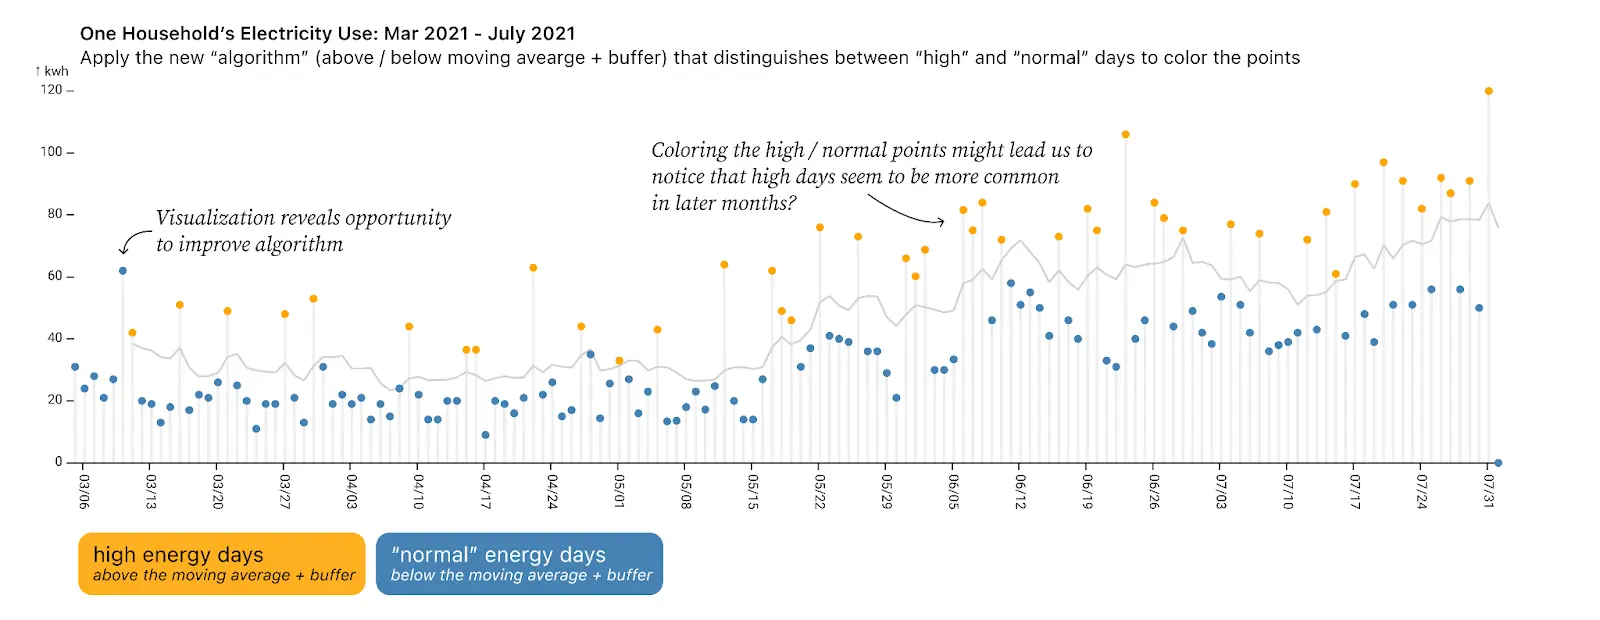 One Household's Electricity Use: Mar 2021 - July 2021
Apply the new “algorithm” (above / below moving avearge + buffer) that distinguishes between “high” and “normal” days to color the points
↑ kwh
120
100
80
60
40
20
0
Visualization reveals opportunity
to improve algorithm
Coloring the high / normal points might lead us to
notice that high days seem to be more common
in later months?
03/06
03/13
03/20
03/27
04/03
04/10
04/17
04/24
05/01
05/08
05/15
05/22
05/29
06/05
06/12
06/19
06/26
07/03
07/10
07/17
07/24
07/31
high energy days
above the moving average + buffer
“normal” energy days
below the moving average + buffer